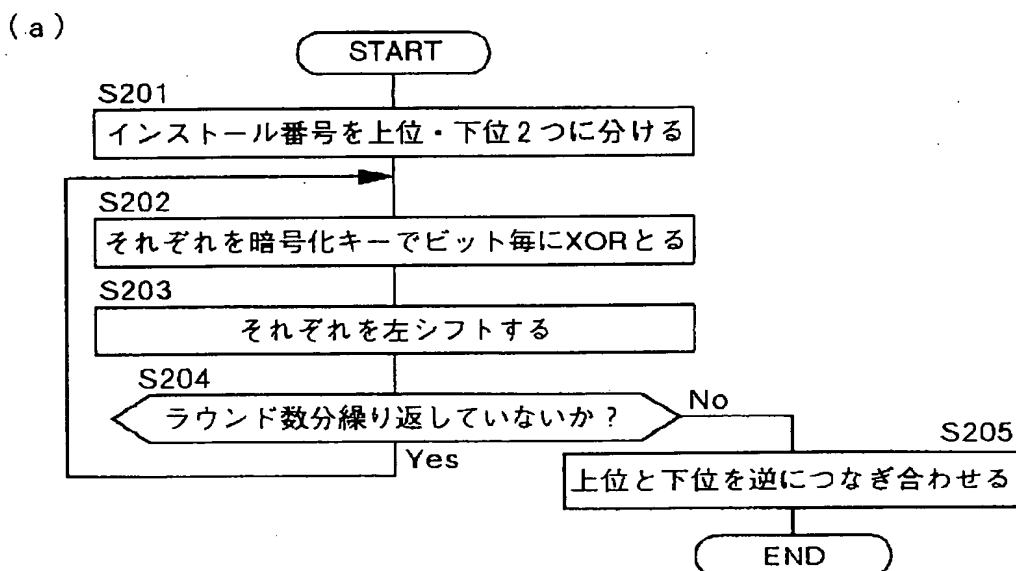 (a)
START
S201
インストール番号を上位・下位2つに分ける
S202
それぞれを暗号化キーでビット毎にXORとる
S203
それぞれを左シフトする
S204
ラウンド数分繰り返していないか?
No
Yes
S205
上位と下位を逆につなぎ合わせる
END